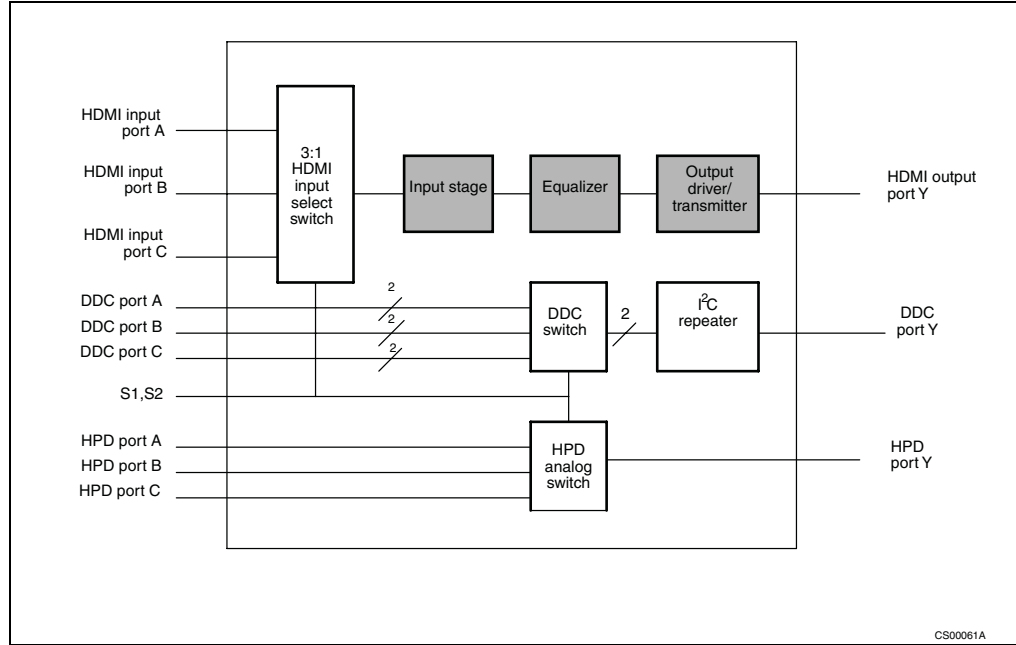 HDMI input
port A
HDMI input
port B
HDMI input
port C
3:1
HDMI
input
select
switch
Input stage
Equalizer
Output
driver/
transmitter
HDMI output
port Y
DDC port A
DDC port B
DDC port C
2
2
2
DDC
switch
2
I²C
repeater
DDC
port Y
S1,S2
HPD port A
HPD port B
HPD port C
HPD
analog
switch
HPD
port Y
CS00061A